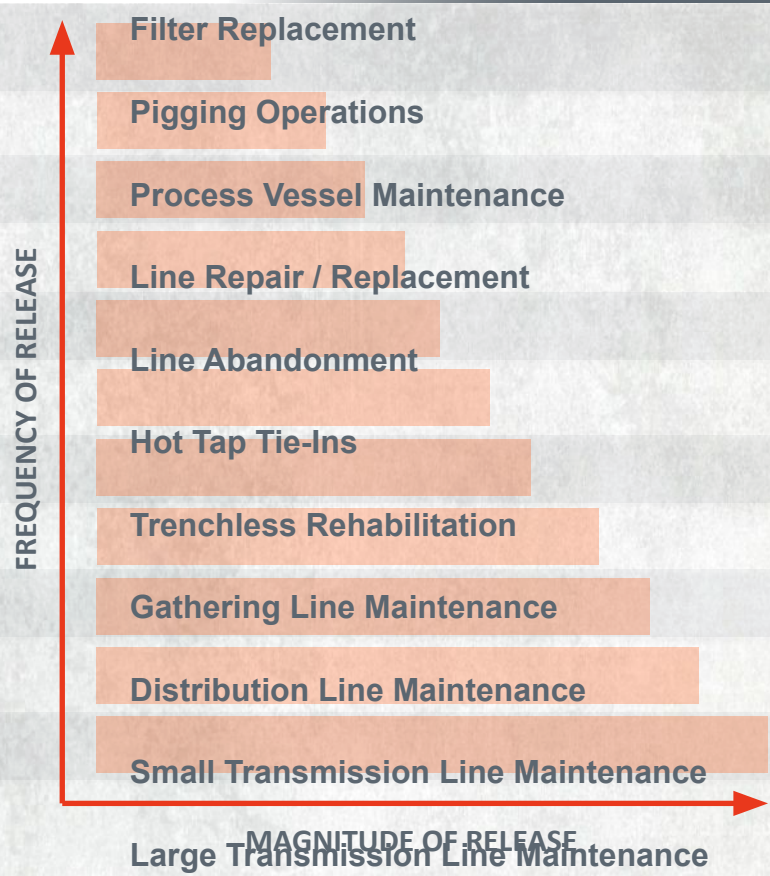 Filter Replacement
Pigging Operations
Process Vessel Maintenance
Line Repair / Replacement
Line Abandonment
Hot Tap Tie-Ins
Trenchless Rehabilitation
Gathering Line Maintenance
Distribution Line Maintenance
Small Transmission Line Maintenance
Large Transmission Line Maintenance
FREQUENCY OF RELEASE
MAGNITUDE OF RELEASE